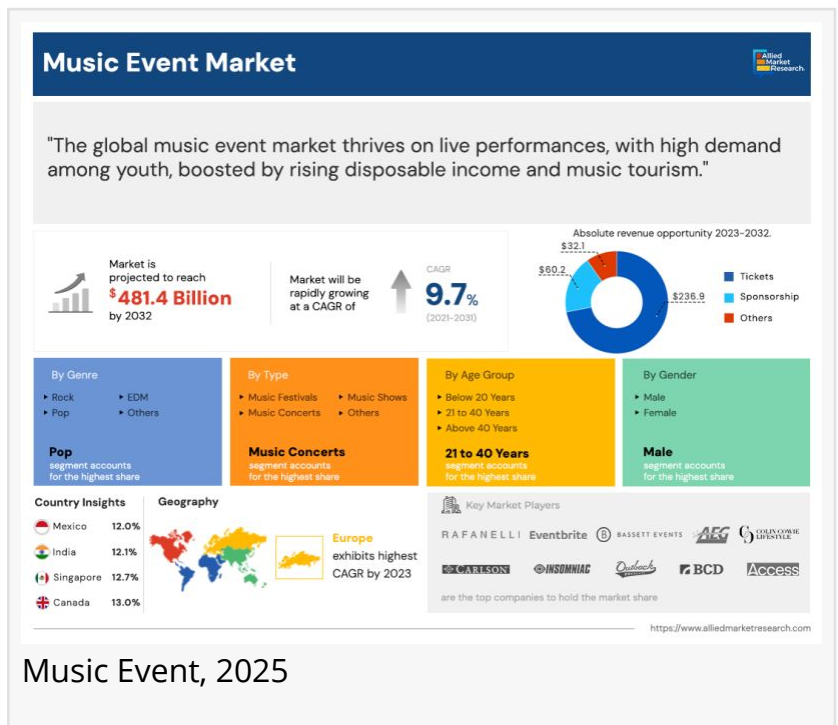 Music Event Market
Allied
Market
Research
"The global music event market thrives on live performances, with high demand
among youth, boosted by rising disposable income and music tourism."
Market is
projected to reach
$481.4 Billion
by 2032
Market will be
rapidly growing
at a CAGR of
CAGR
9.7%
(2021-2031)
Absolute revenue opportunity 2023-2032.
$32.1
$60.2
$236.9
Tickets
Sponsorship
Others
By Genre
Rock
Pop
EDM
Others
Pop
segment accounts
for the highest share
By Type
Music Festivals
Music Concerts
Music Shows
Others
Music Concerts
segment accounts
for the highest share
By Age Group
Below 20 Years
21 to 40 Years
Above 40 Years
21 to 40 Years
segment accounts
for the highest share
By Gender
Male
Female
Male
segment accounts
for the highest share
Country Insights
Mexico 12.0%
India 12.1%
Singapore 12.7%
Canada 13.0%
Geography
Europe
exhibits highest
CAGR by 2023
Key Market Players
RAFANELLI Eventbrite B BASSETT EVENTS AEG COLIN COWIE
LIFESTYLE
CARLSON INSOMNIAC Outback BCD Access
are the top companies to hold the market share
https://www.alliedmarketresearch.com
Music Event, 2025